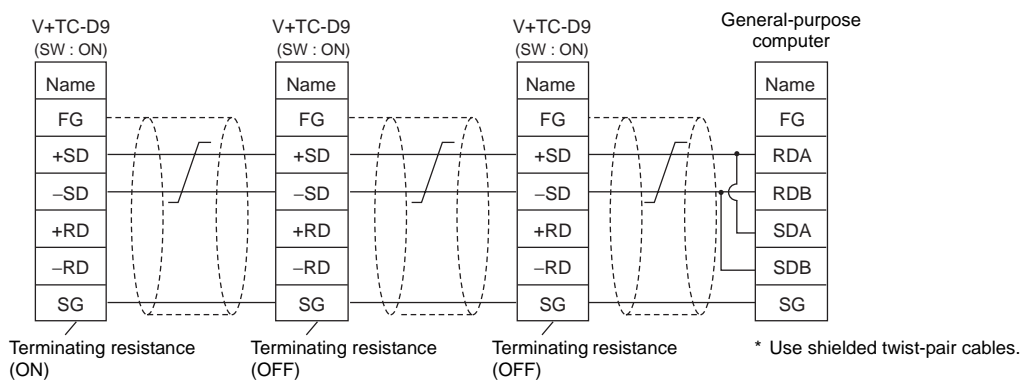 V+TC-D9
(SW : ON)
V+TC-D9
(SW : ON)
V+TC-D9
(SW : ON)
General-purpose
computer
Name
FG
+SD
−SD
+RD
−RD
SG
Name
FG
+SD
−SD
+RD
−RD
SG
Name
FG
+SD
−SD
+RD
−RD
SG
Name
FG
RDA
RDB
SDA
SDB
SG
Terminating resistance
(ON)
Terminating resistance
(OFF)
Terminating resistance
(OFF)
* Use shielded twist-pair cables.